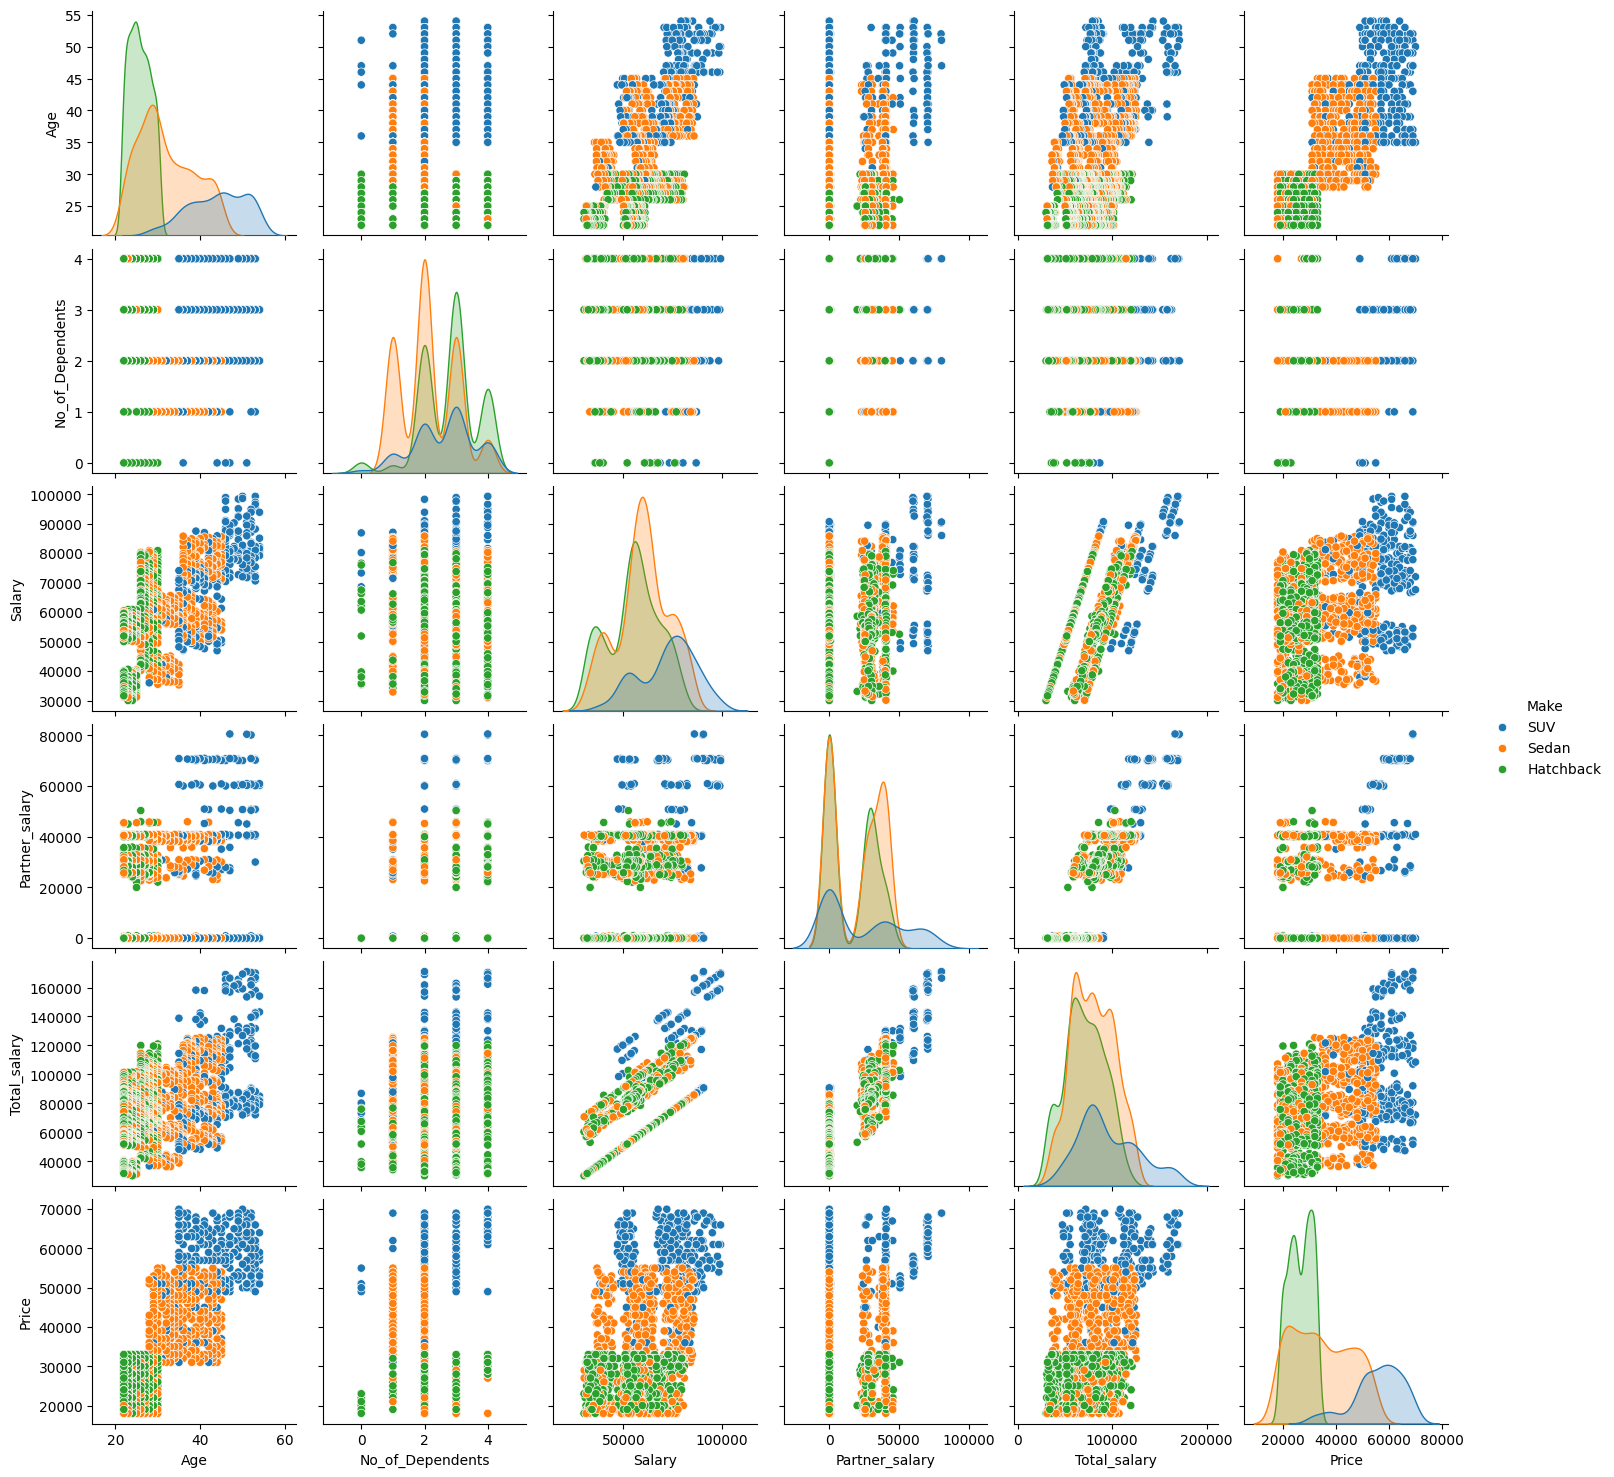 55
50
45
40
35
30
25
Age
4
3
2
1
0
No_of_Dependents
100000
90000
80000
70000
60000
50000
40000
30000
Salary
80000
60000
40000
20000
0
Partner_salary
160000
140000
120000
100000
80000
60000
40000
Total_salary
70000
60000
50000
40000
30000
20000
Price
20 40 60
Age
0 2 4
No_of_Dependents
50000 100000
Salary
0 50000 100000
Partner_salary
0 100000 200000
Total_salary
20000 40000 60000 80000
Price
Make
SUV
Sedan
Hatchback